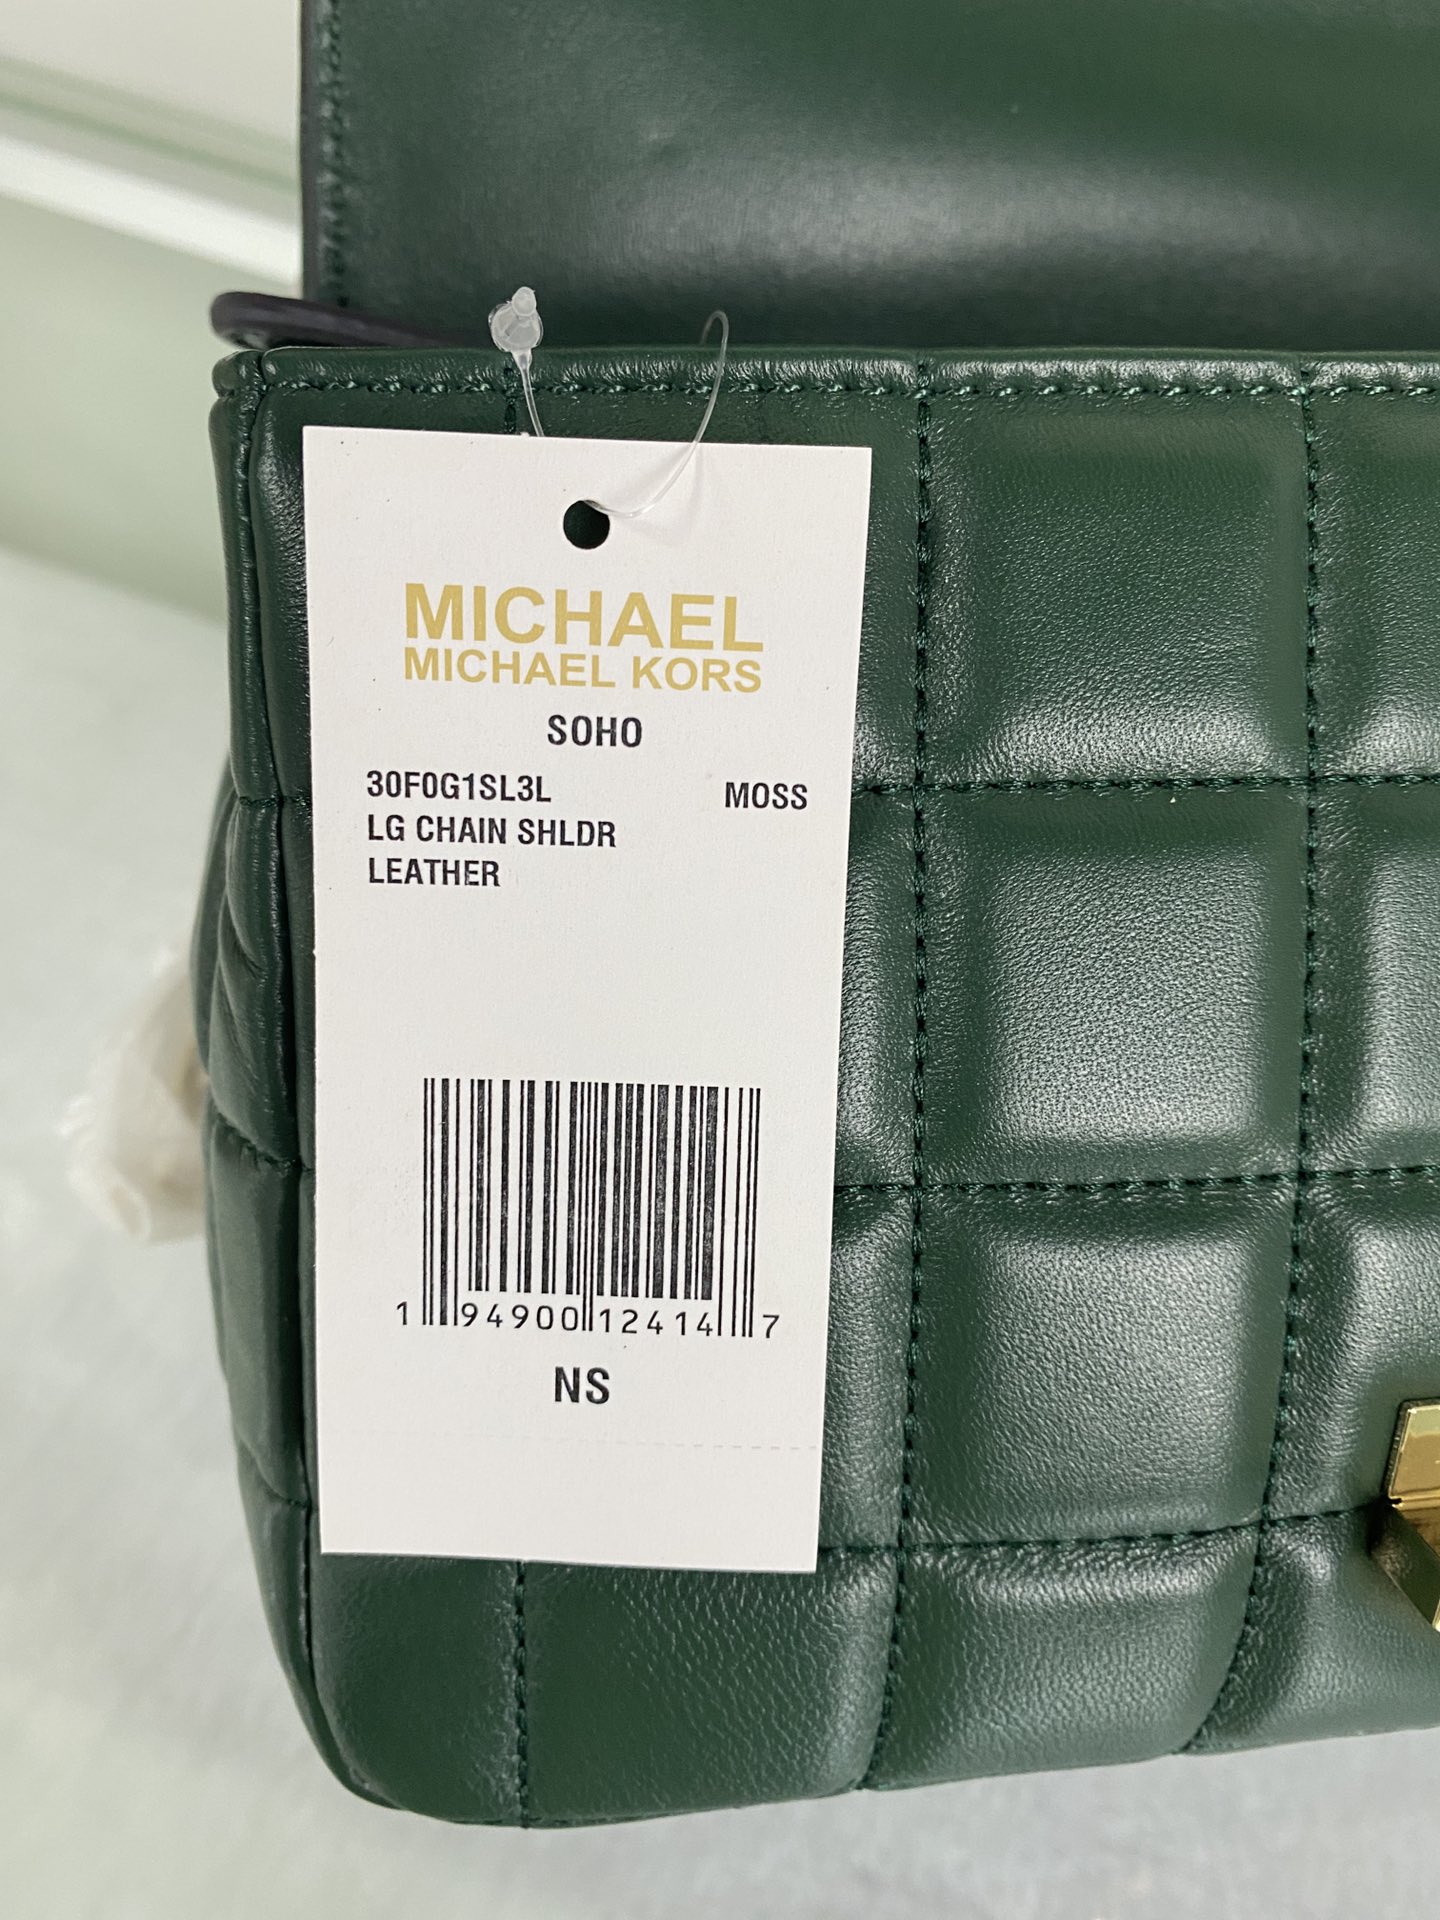 MICHAEL
MICHAEL KORS
SOHO
30F0G1SL3L MOSS
LG CHAIN SHLDR
LEATHER
1 94900 12414 7
NS